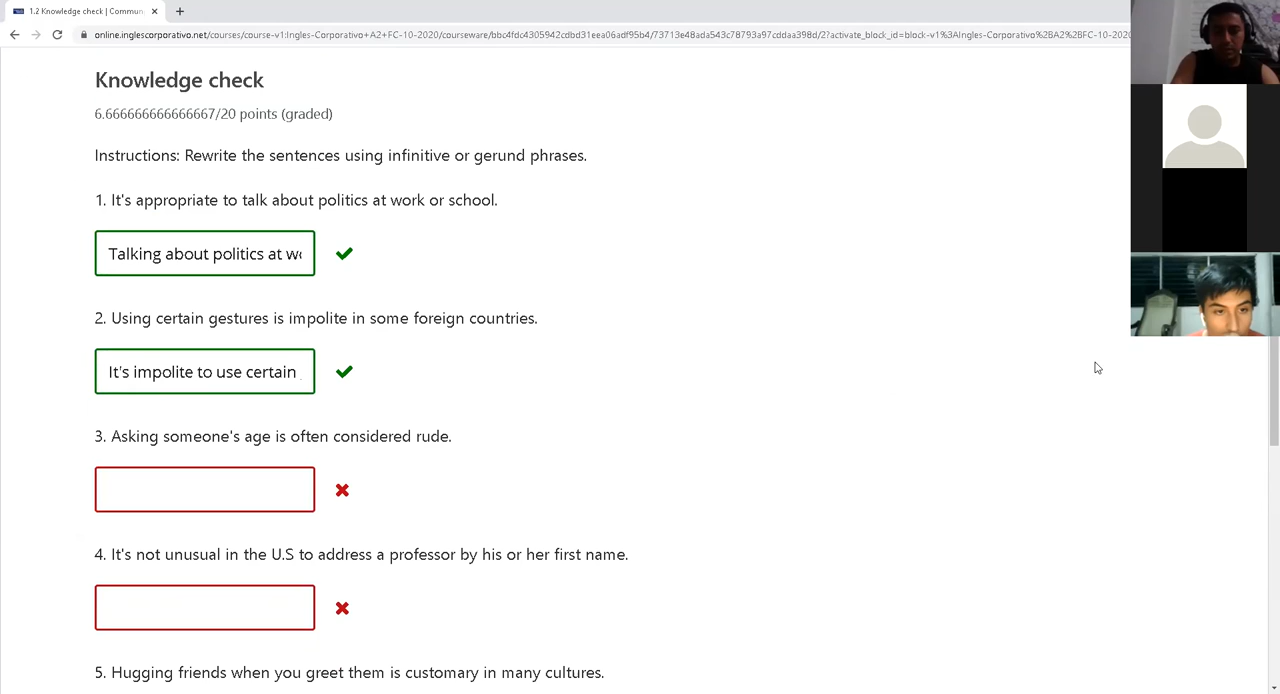 1.2 Knowledge check | Commun
online.inglescorporativo.net/courses/course-v1:Ingles-Corporativo+A2+FC-10-2020/courseware/bbc4fdc4305942cdbd31eea06adf95b4/73713e48ada543c78793a97cddaa398d/2?activate_block_id=block-v1%3AIngles-Corporativo%2BA2%2BFC-10-2020
Knowledge check
6.666666666666667/20 points (graded)
Instructions: Rewrite the sentences using infinitive or gerund phrases.
1. It's appropriate to talk about politics at work or school.
Talking about politics at wo
2. Using certain gestures is impolite in some foreign countries.
It's impolite to use certain
3. Asking someone's age is often considered rude.
4. It's not unusual in the U.S to address a professor by his or her first name.
5. Hugging friends when you greet them is customary in many cultures.